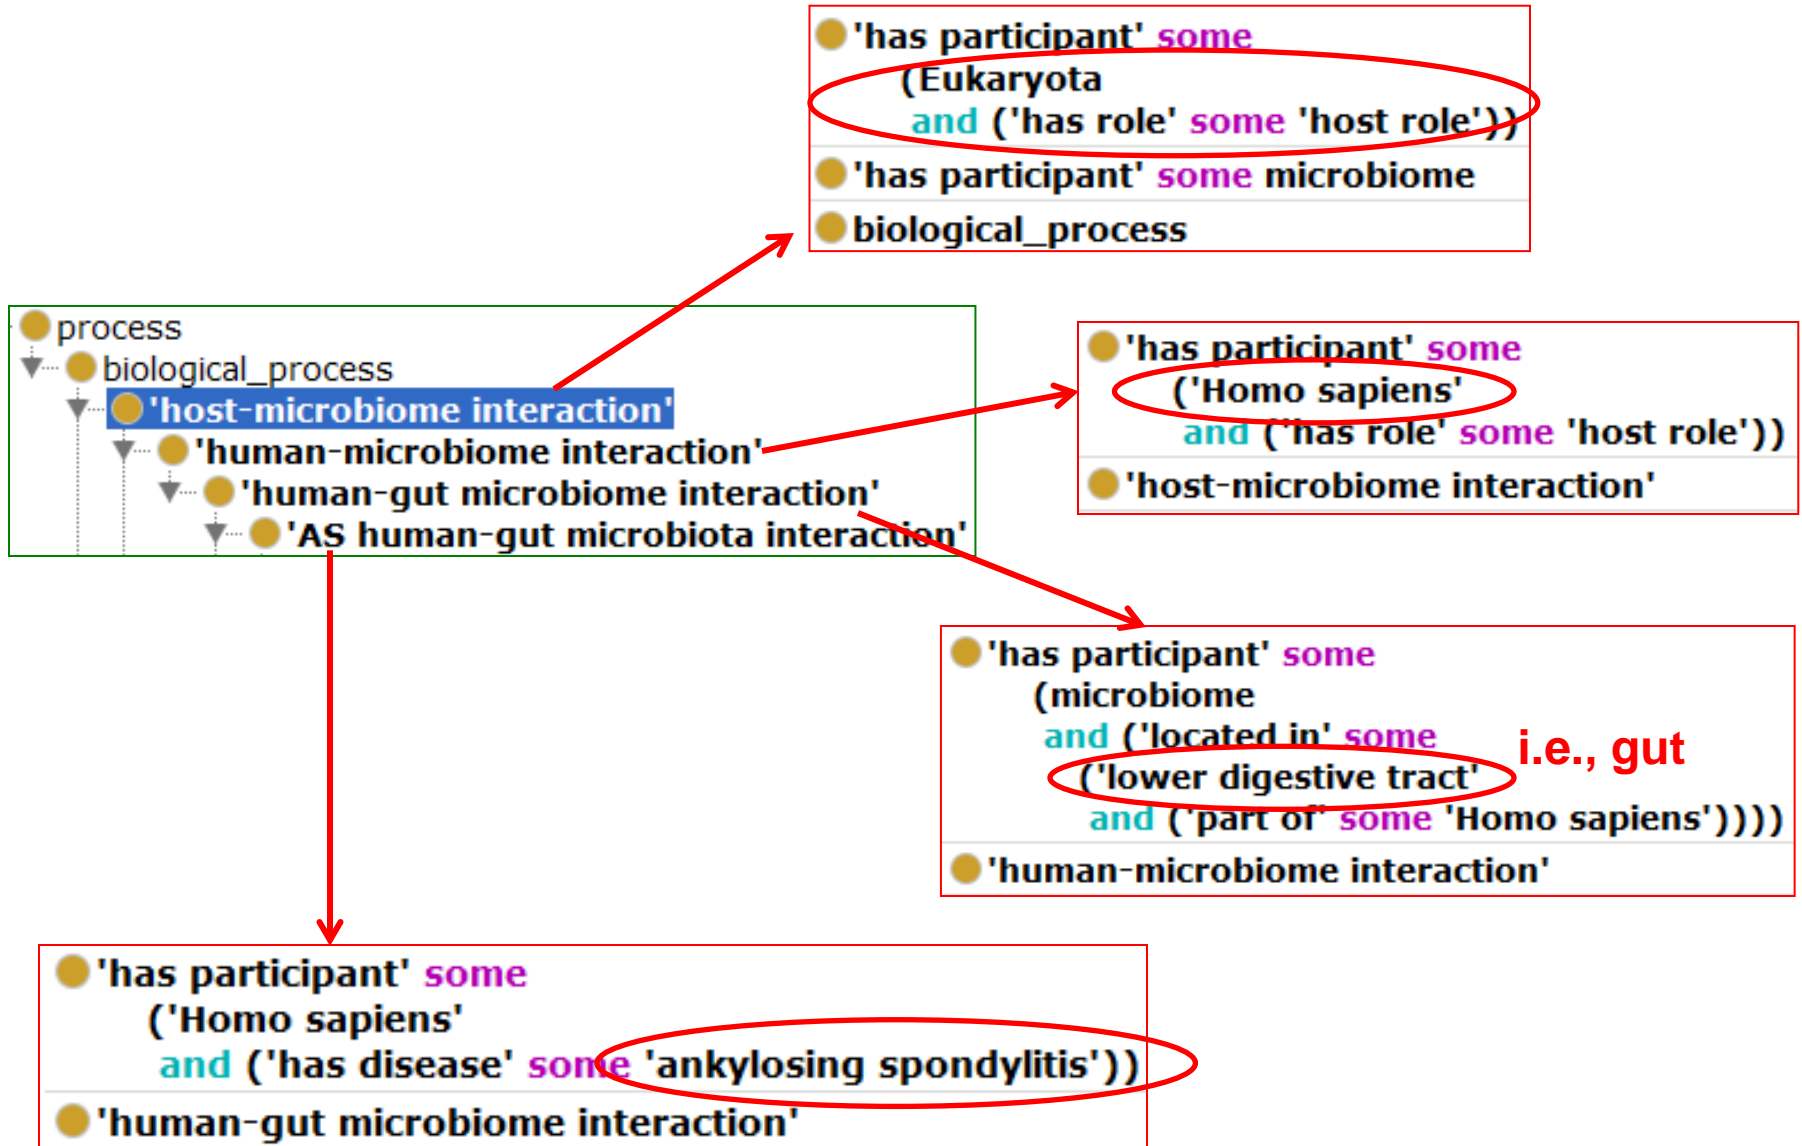 'has participant' some
(Eukaryota
and ('has role' some 'host role'))
'has participant' some microbiome
biological_process
process
biological_process
'host-microbiome interaction'
'human-microbiome interaction'
'human-gut microbiome interaction'
'AS human-gut microbiota interaction'
'has participant' some
('Homo sapiens'
and ('has role' some 'host role'))
'host-microbiome interaction'
'has participant' some
(microbiome
and ('located in' some
('lower digestive tract'
and ('part of' some 'Homo sapiens'))))
i.e., gut
'human-microbiome interaction'
'has participant' some
('Homo sapiens'
and ('has disease' some 'ankylosing spondylitis'))
'human-gut microbiome interaction'